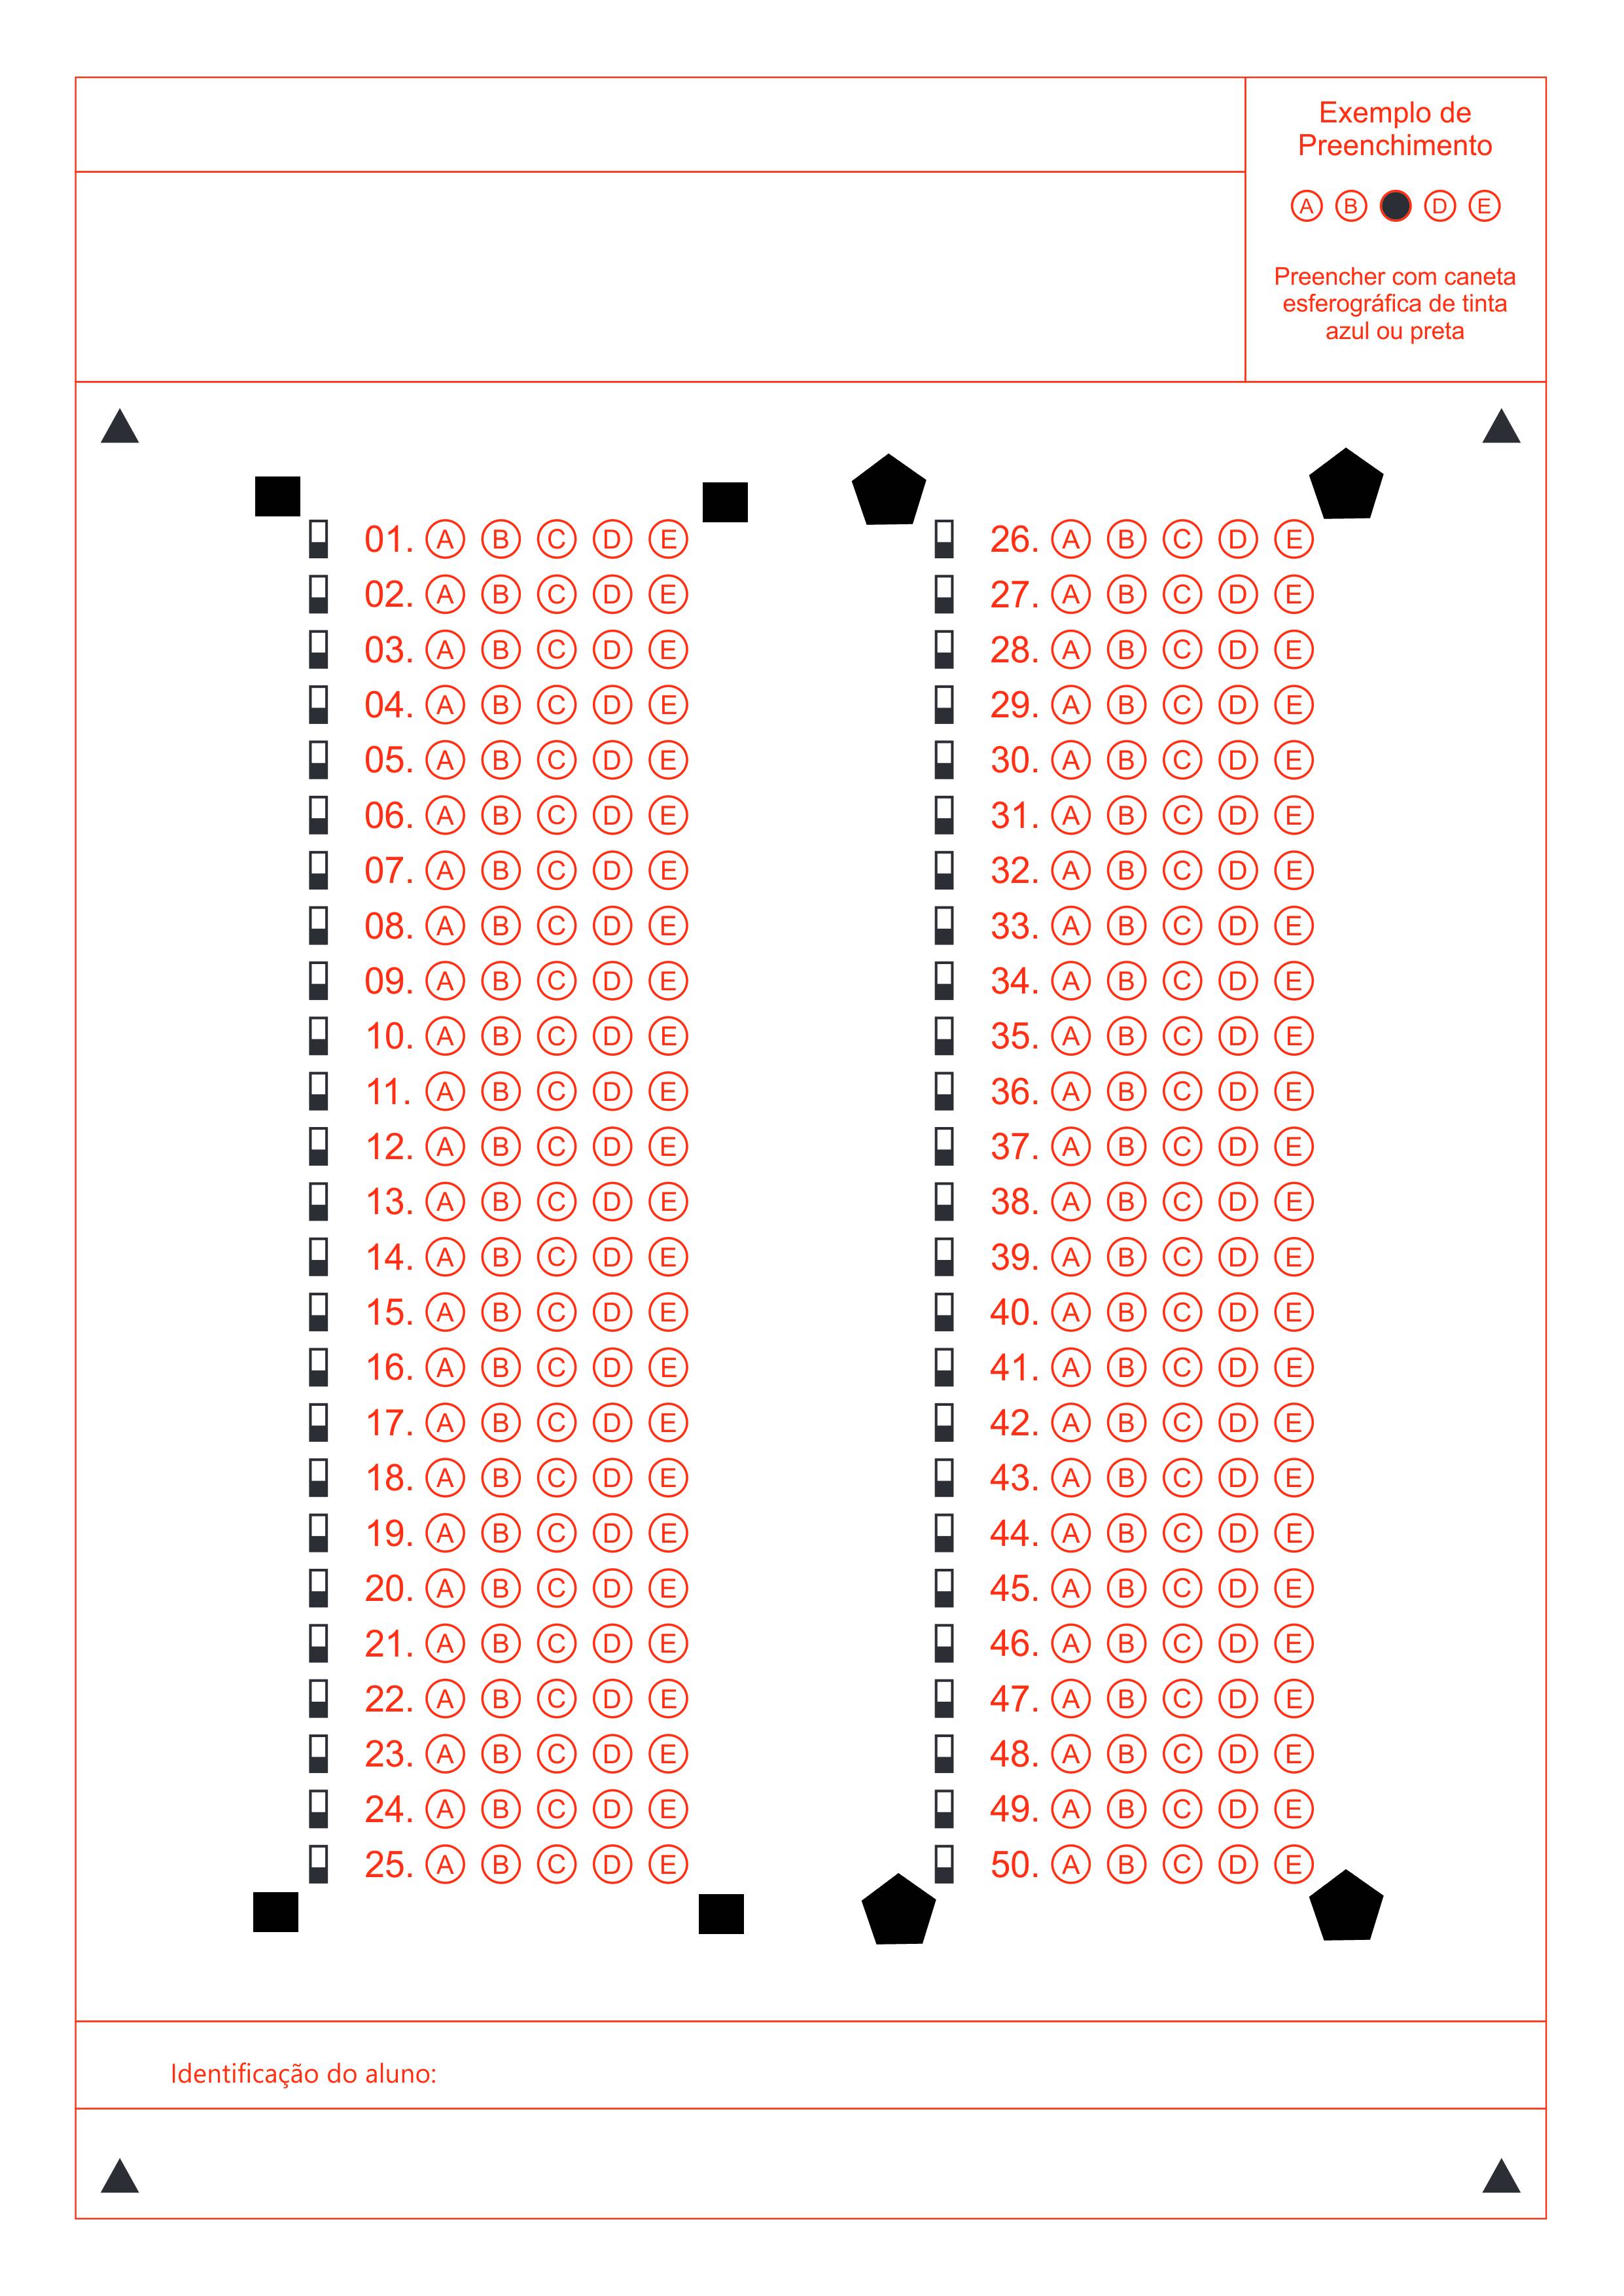 Exemplo de
Preenchimento
A B D E
Preencher com caneta
esferográfica de tinta
azul ou preta
01. A B C D E
02. A B C D E
03. A B C D E
04. A B C D E
05. A B C D E
06. A B C D E
07. A B C D E
08. A B C D E
09. A B C D E
10. A B C D E
11. A B C D E
12. A B C D E
13. A B C D E
14. A B C D E
15. A B C D E
16. A B C D E
17. A B C D E
18. A B C D E
19. A B C D E
20. A B C D E
21. A B C D E
22. A B C D E
23. A B C D E
24. A B C D E
25. A B C D E
26. A B C D E
27. A B C D E
28. A B C D E
29. A B C D E
30. A B C D E
31. A B C D E
32. A B C D E
33. A B C D E
34. A B C D E
35. A B C D E
36. A B C D E
37. A B C D E
38. A B C D E
39. A B C D E
40. A B C D E
41. A B C D E
42. A B C D E
43. A B C D E
44. A B C D E
45. A B C D E
46. A B C D E
47. A B C D E
48. A B C D E
49. A B C D E
50. A B C D E
Identificação do aluno: